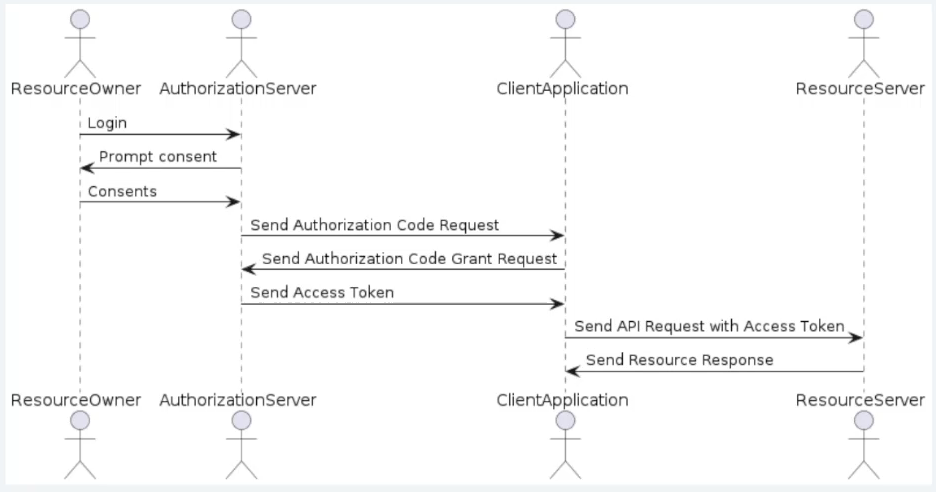 ResourceOwner AuthorizationServer ClientApplication ResourceServer
Login
Prompt consent
Consents
Send Authorization Code Request
Send Authorization Code Grant Request
Send Access Token
Send API Request with Access Token
Send Resource Response
ResourceOwner AuthorizationServer ClientApplication ResourceServer